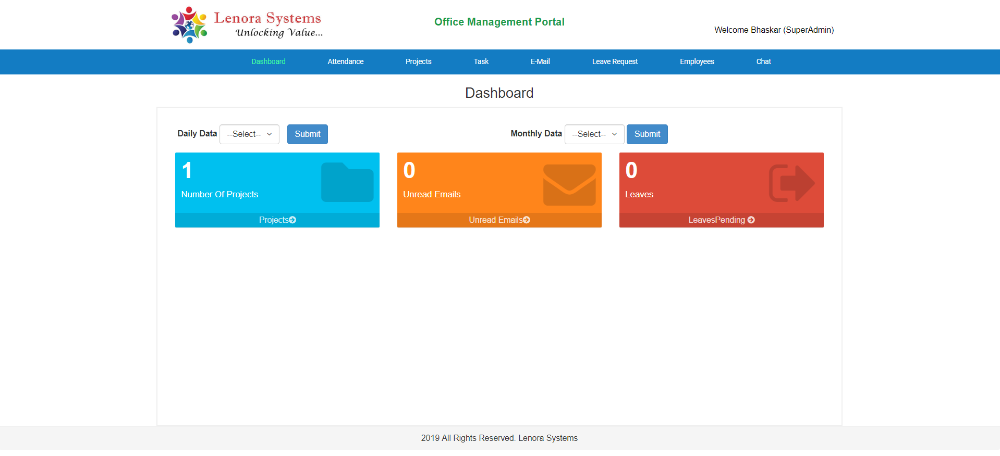 Lenora Systems
Unlocking Value...
Office Management Portal
Welcome Bhaskar (SuperAdmin)
Dashboard Attendance Projects Task E-Mail Leave Request Employees Chat
Dashboard
Daily Data --Select-- Submit Monthly Data --Select-- Submit
1
Number Of Projects
Projects
0
Unread Emails
Unread Emails
0
Leaves
LeavesPending
2019 All Rights Reserved. Lenora Systems